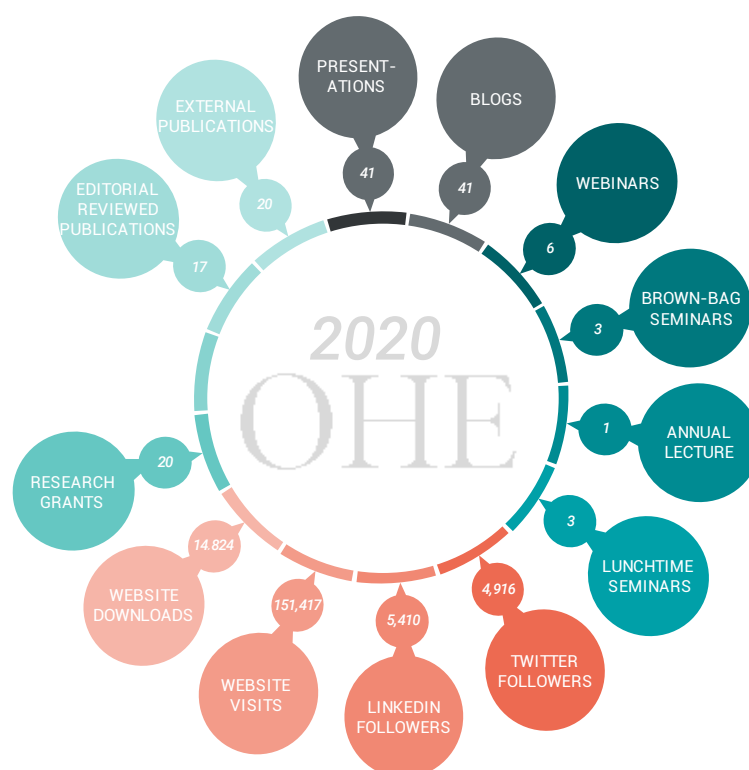 PRESENT-
ATIONS
41
BLOGS
41
WEBINARS
6
BROWN-BAG
SEMINARS
3
ANNUAL
LECTURE
1
LUNCHTIME
SEMINARS
3
TWITTER
FOLLOWERS
4,916
LINKEDIN
FOLLOWERS
5,410
WEBSITE
VISITS
151,417
WEBSITE
DOWNLOADS
14.824
RESEARCH
GRANTS
20
EDITORIAL
REVIEWED
PUBLICATIONS
17
EXTERNAL
PUBLICATIONS
20
2020
OHE